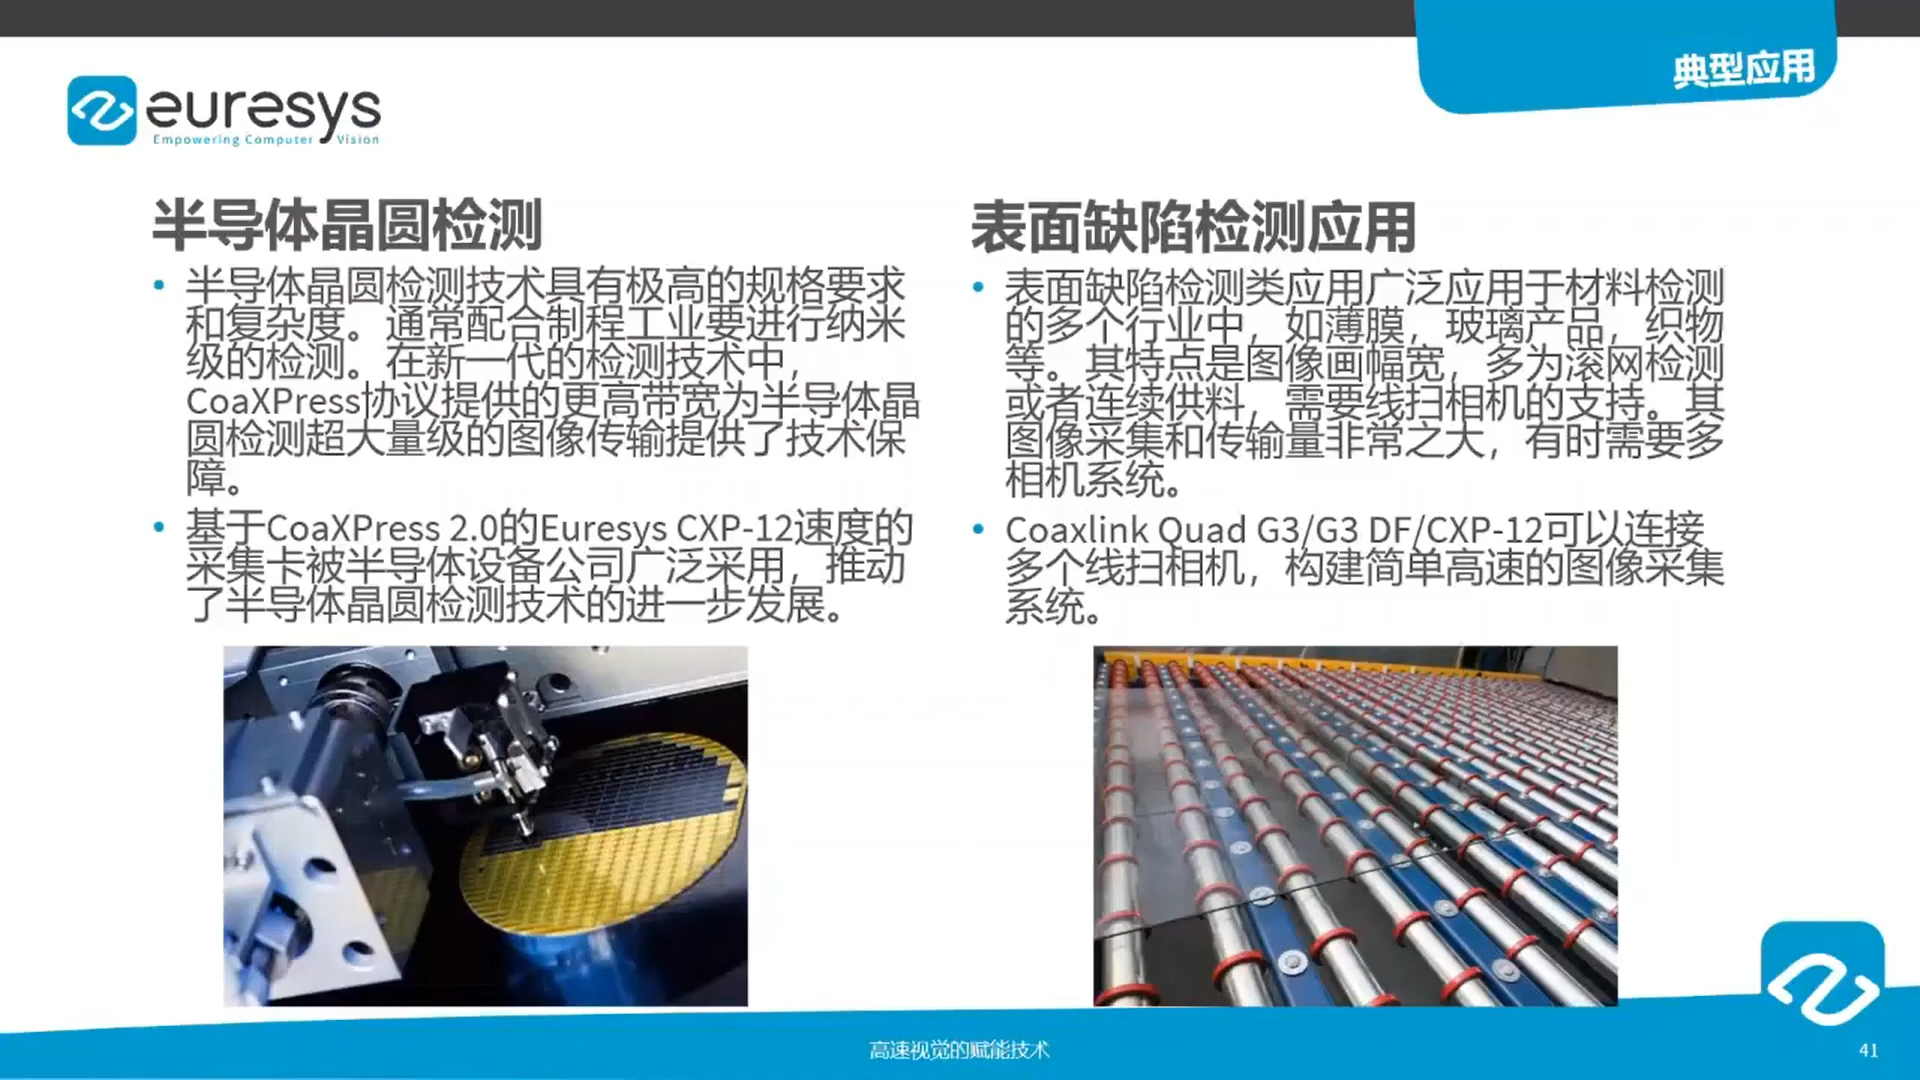 典型应用
euresys
Empowering Computer Vision
半导体晶圆检测
• 半导体晶圆检测技术具有极高的规格要求
和复杂度。通常配合制程工业要进行纳米
级的检测。在新一代的检测技术中，
CoaXPress协议提供的更高带宽为半导体晶
圆检测超大量级的图像传输提供了技术保
障。
• 基于CoaXPress 2.0的Euresys CXP-12速度的
采集卡被半导体设备公司广泛采用，推动
了半导体晶圆检测技术的进一步发展。
表面缺陷检测应用
• 表面缺陷检测类应用广泛应用于材料检测
的多个行业中，如薄膜，玻璃产品，织物
等。其特点是图像画幅宽，多为滚网检测
或者连续供料，需要线扫相机的支持。其
图像采集和传输量非常之大，有时需要多
相机系统。
• Coaxlink Quad G3/G3 DF/CXP-12可以连接
多个线扫相机，构建简单高速的图像采集
系统。
高速视觉的赋能技术
41